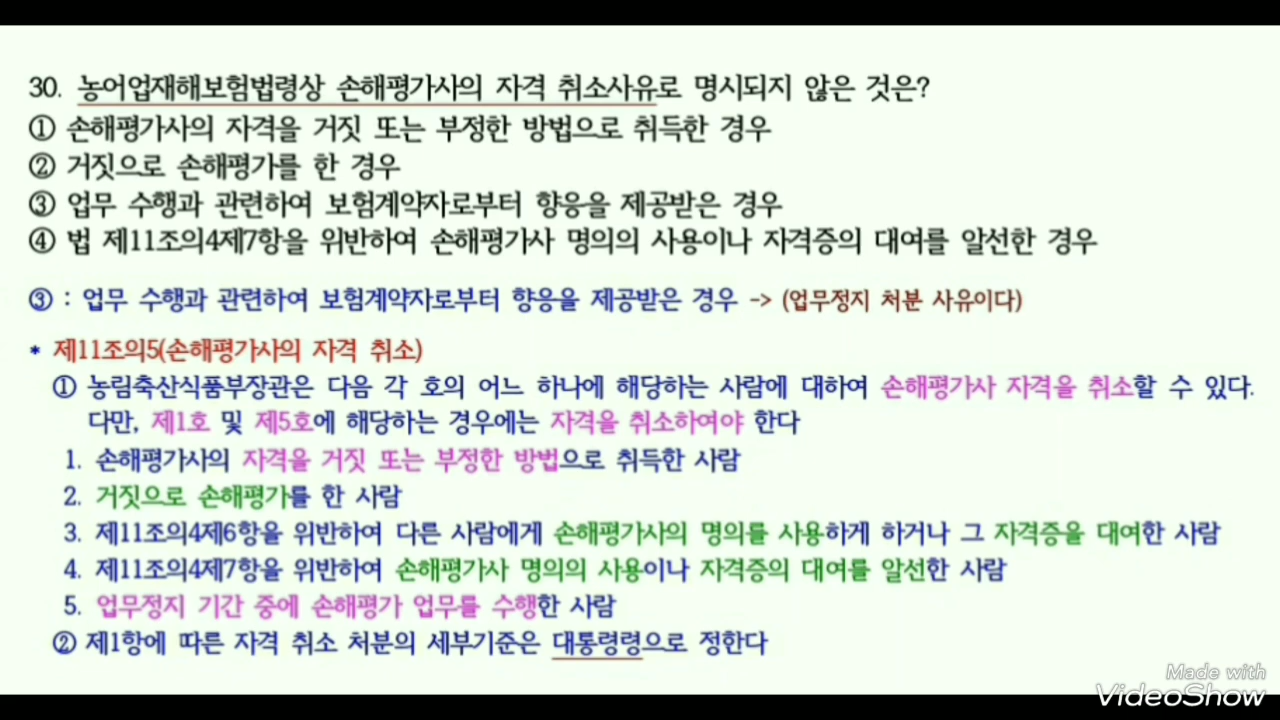 30. 농어업재해보험법령상 손해평가사의 자격 취소사유로 명시되지 않은 것은?
① 손해평가사의 자격을 거짓 또는 부정한 방법으로 취득한 경우
② 거짓으로 손해평가를 한 경우
③ 업무 수행과 관련하여 보험계약자로부터 향응을 제공받은 경우
④ 법 제11조의4제7항을 위반하여 손해평가사 명의의 사용이나 자격증의 대여를 알선한 경우
③ : 업무 수행과 관련하여 보험계약자로부터 향응을 제공받은 경우 -> (업무정지 처분 사유이다)
* 제11조의5(손해평가사의 자격 취소)
① 농림축산식품부장관은 다음 각 호의 어느 하나에 해당하는 사람에 대하여 손해평가사 자격을 취소할 수 있다.
다만, 제1호 및 제5호에 해당하는 경우에는 자격을 취소하여야 한다
1. 손해평가사의 자격을 거짓 또는 부정한 방법으로 취득한 사람
2. 거짓으로 손해평가를 한 사람
3. 제11조의4제6항을 위반하여 다른 사람에게 손해평가사의 명의를 사용하게 하거나 그 자격증을 대여한 사람
4. 제11조의4제7항을 위반하여 손해평가사 명의의 사용이나 자격증의 대여를 알선한 사람
5. 업무정지 기간 중에 손해평가 업무를 수행한 사람
② 제1항에 따른 자격 취소 처분의 세부기준은 대통령령으로 정한다
Made with
VideoShow